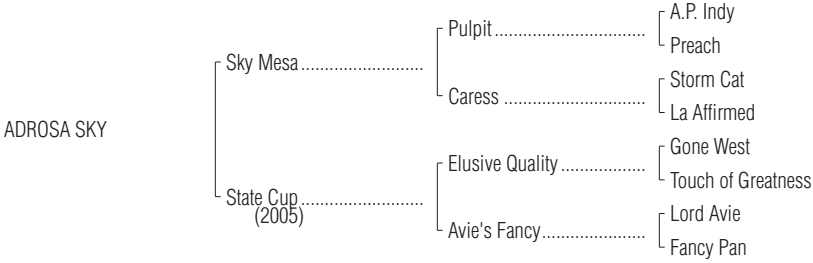 A.P. Indy
Pulpit
Preach
Sky Mesa
Storm Cat
Caress
La Affirmed
ADROSA SKY
Gone West
Elusive Quality
Touch of Greatness
State Cup
(2005)
Lord Avie
Avie's Fancy
Fancy Pan